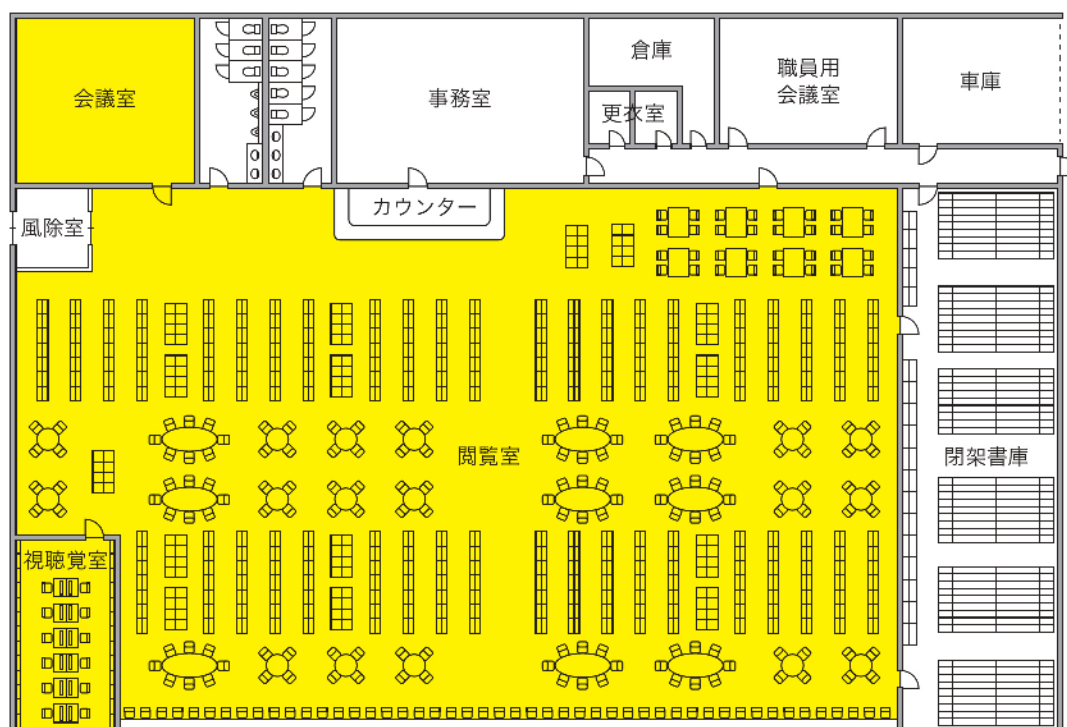 会議室
事務室
倉庫
更衣室
職員用
会議室
車庫
風除室
カウンター
閲覧室
閉架書庫
視聴覚室